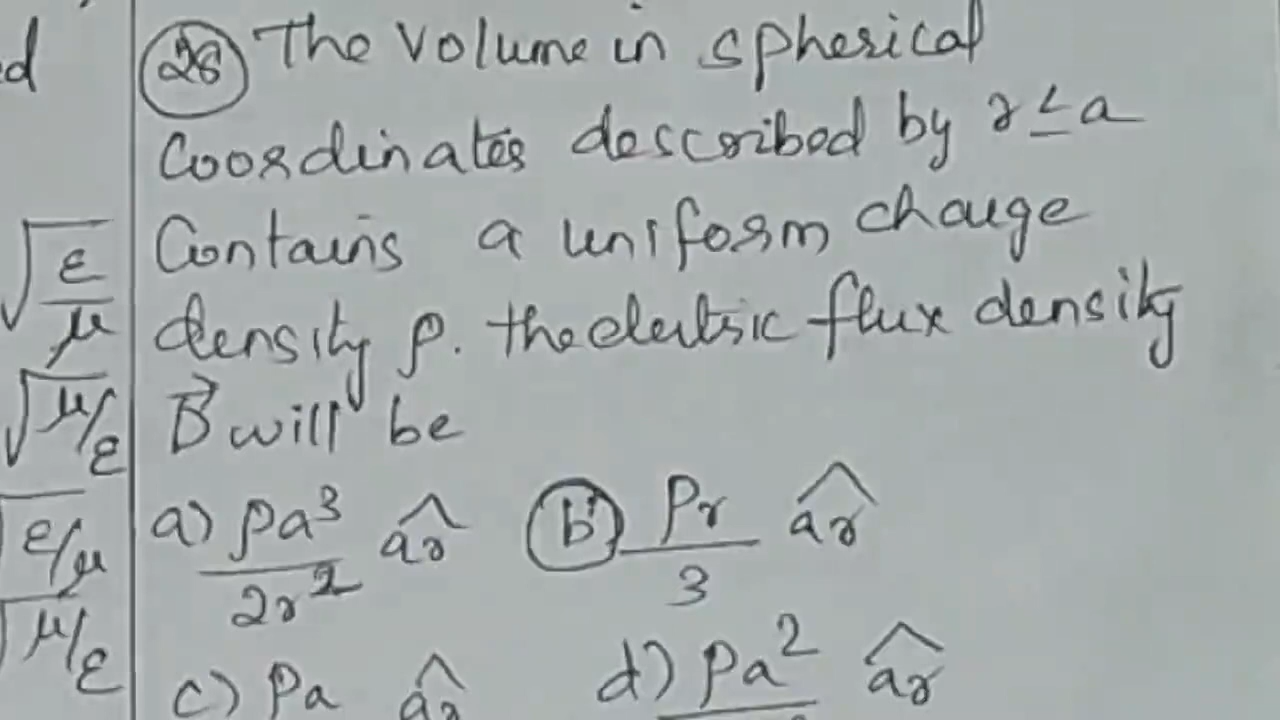 ed
√ε/μ
√μ/ε
√ε/μ
√μ/ε
28 The volume in spherical
Coordinates described by r ≤ a
Contains a uniform charge
density ρ. the electric flux density
D⃗ will be
a) ρa³/2r² âr b) ρr/3 âr
c) ρa âr d) ρa² âr